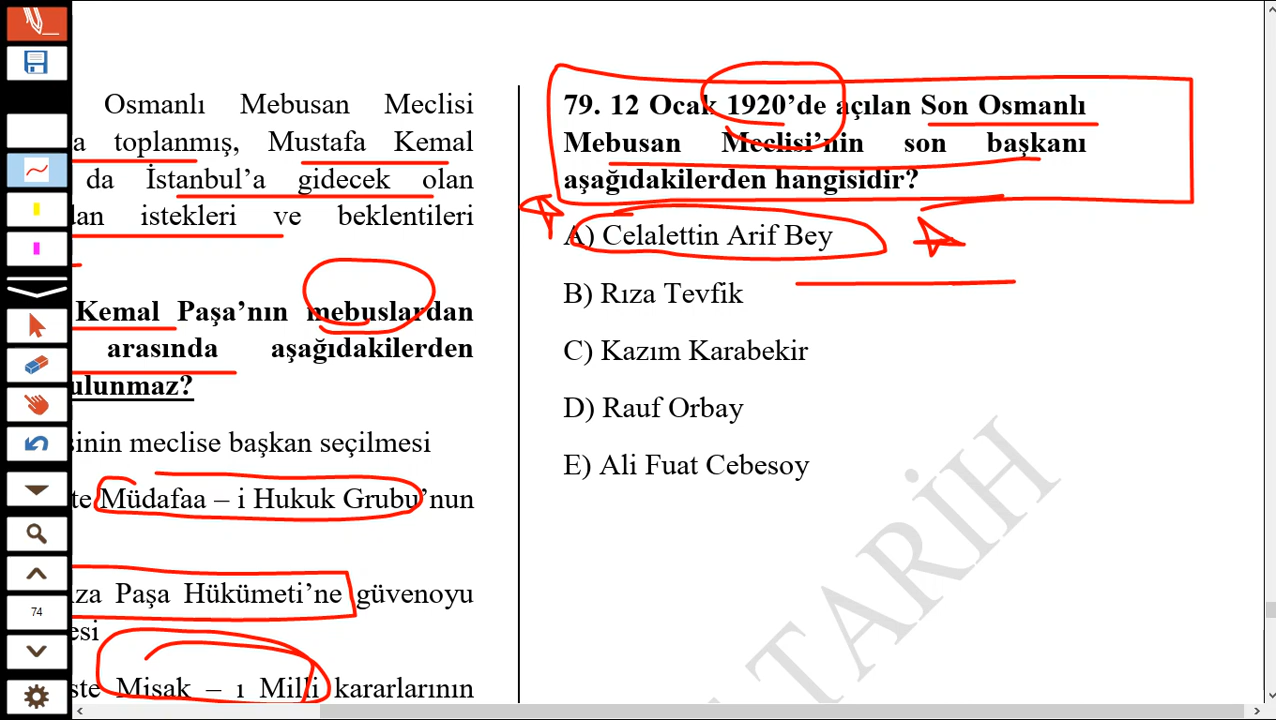 Osmanlı Mebusan Meclisi
toplanmış, Mustafa Kemal
da İstanbul’a gidecek olan
istekleri ve beklentileri
Kemal Paşa’nın mebuslardan
arasında aşağıdakilerden
ulunmaz?
sinin meclise başkan seçilmesi
te Müdafaa – i Hukuk Grubu’nun
ıza Paşa Hükümeti’ne güvenoyu
esi
ste Misak – ı Milli kararlarının
79. 12 Ocak 1920’de açılan Son Osmanlı
Mebusan Meclisi’nin son başkanı
aşağıdakilerden hangisidir?
A) Celalettin Arif Bey
B) Rıza Tevfik
C) Kazım Karabekir
D) Rauf Orbay
E) Ali Fuat Cebesoy
TARİH
74